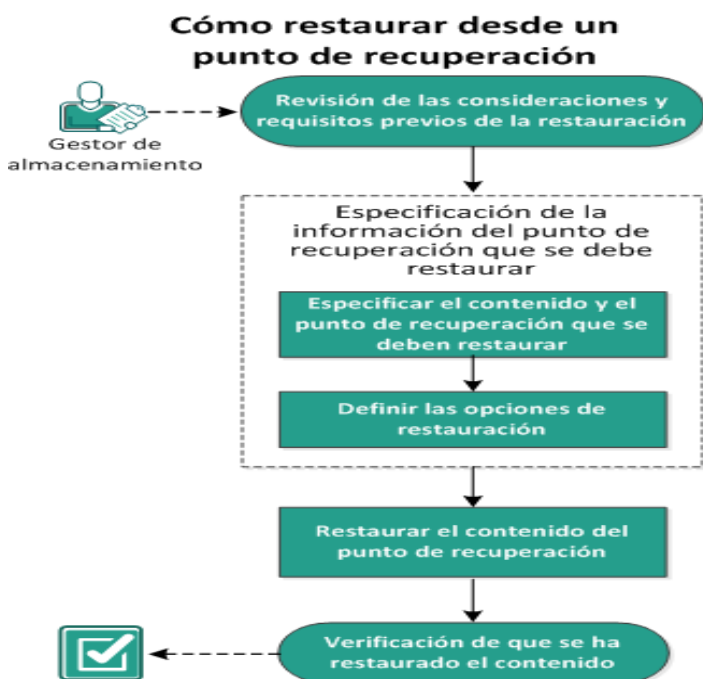 Cómo restaurar desde un
punto de recuperación
Revisión de las consideraciones y
requisitos previos de la restauración
Gestor de
almacenamiento
Especificación de la
información del punto de
recuperación que se debe
restaurar
Especificar el contenido y el
punto de recuperación que se
deben restaurar
Definir las opciones de
restauración
Restaurar el contenido del
punto de recuperación
Verificación de que se ha
restaurado el contenido